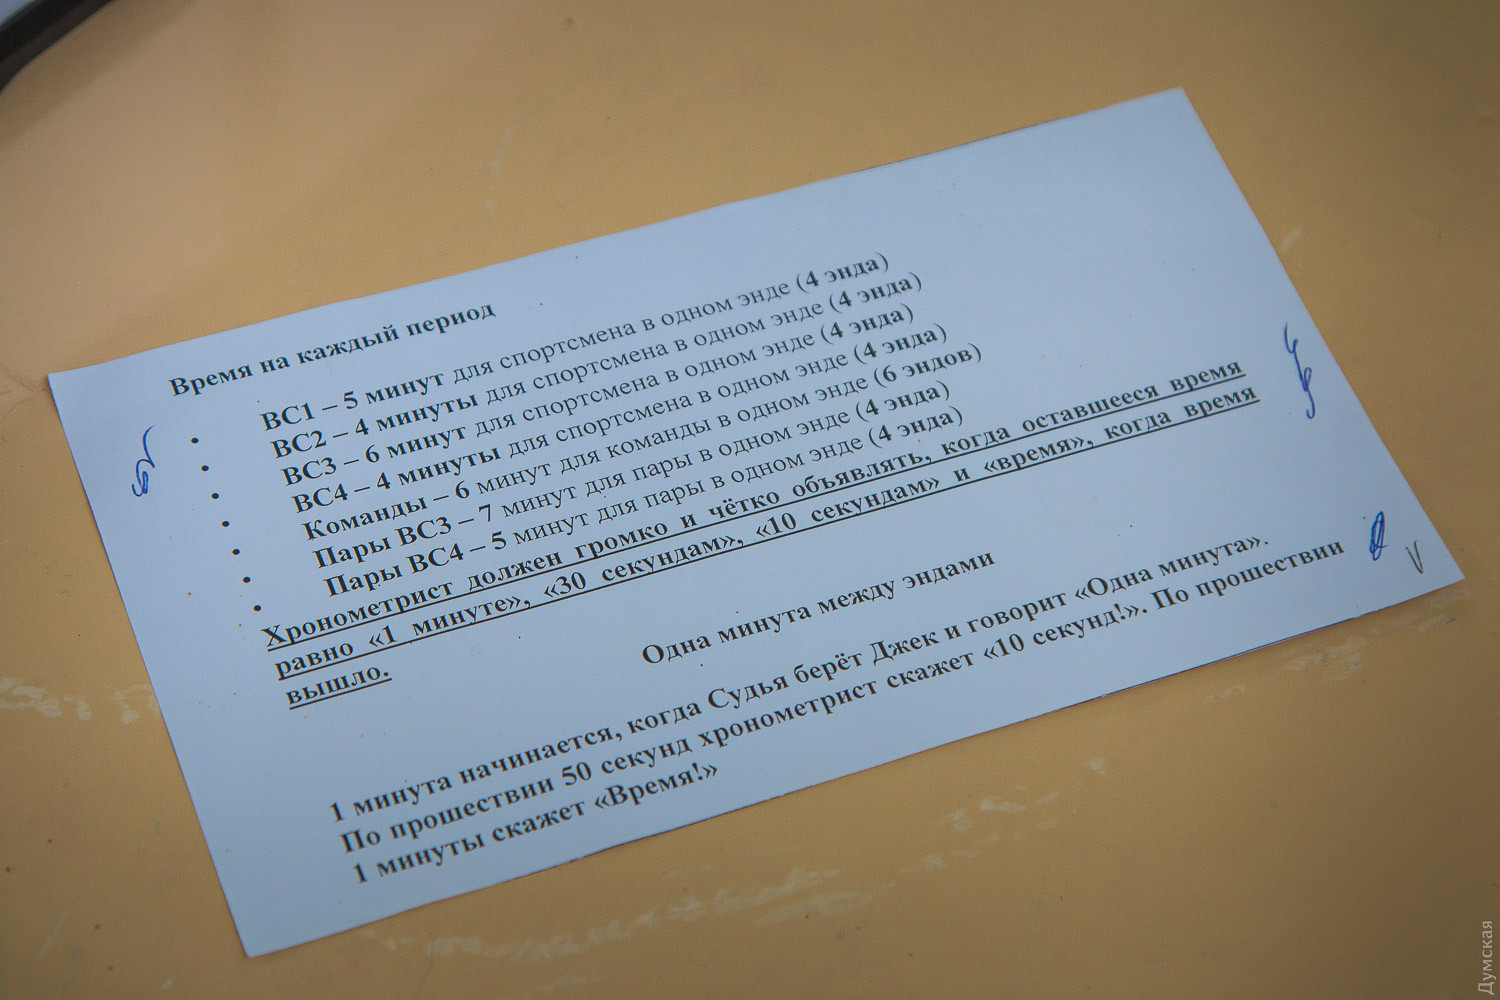 Время на каждый период
• ВС1 – 5 минут для спортсмена в одном энде (4 энда)
• ВС2 – 4 минуты для спортсмена в одном энде (4 энда)
• ВС3 – 6 минут для спортсмена в одном энде (4 энда)
• ВС4 – 4 минуты для спортсмена в одном энде (4 энда)
• Команды – 6 минут для команды в одном энде (6 эндов)
• Пары ВС3 – 7 минут для пары в одном энде (4 энда)
• Пары ВС4 – 5 минут для пары в одном энде (4 энда)
Хронометрист должен громко и чётко объявлять, когда оставшееся время
равно «1 минуте», «30 секундам», «10 секундам» и «время», когда время
вышло.
Одна минута между эндами
1 минута начинается, когда Судья берёт Джек и говорит «Одна минута».
По прошествии 50 секунд хронометрист скажет «10 секунд!». По прошествии
1 минуты скажет «Время!»
Думская